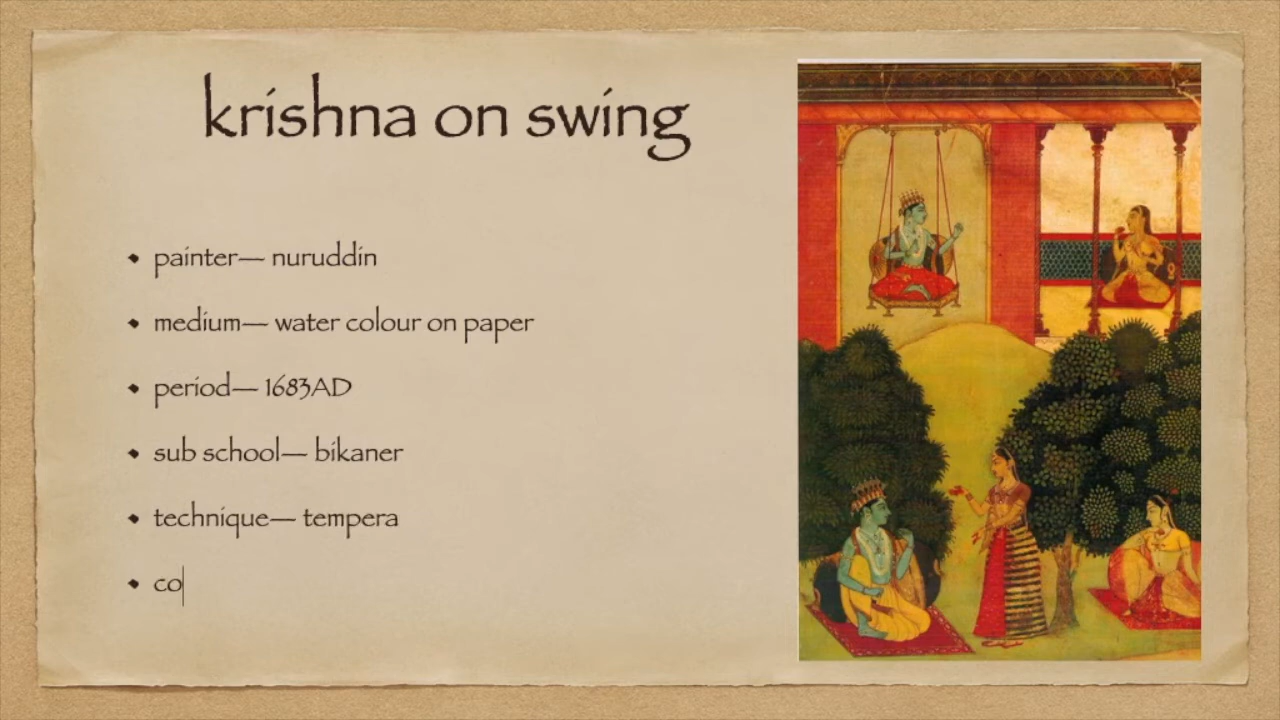 krishna on swing
• painter— nuruddin
• medium— water colour on paper
• period— 1683AD
• sub school— bikaner
• technique— tempera
• co